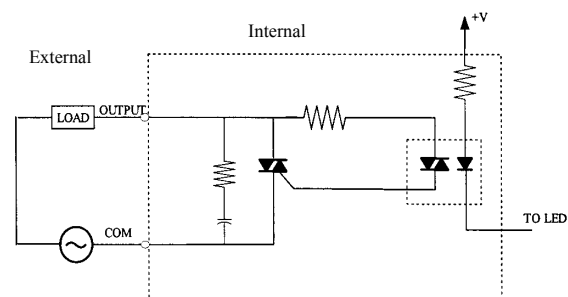 +V
Internal
External
OUTPUT
LOAD
COM
TO LED